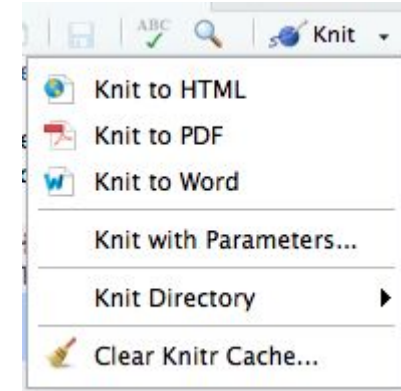 ABC
Knit
Knit to HTML
Knit to PDF
Knit to Word
Knit with Parameters...
Knit Directory
Clear Knitr Cache...